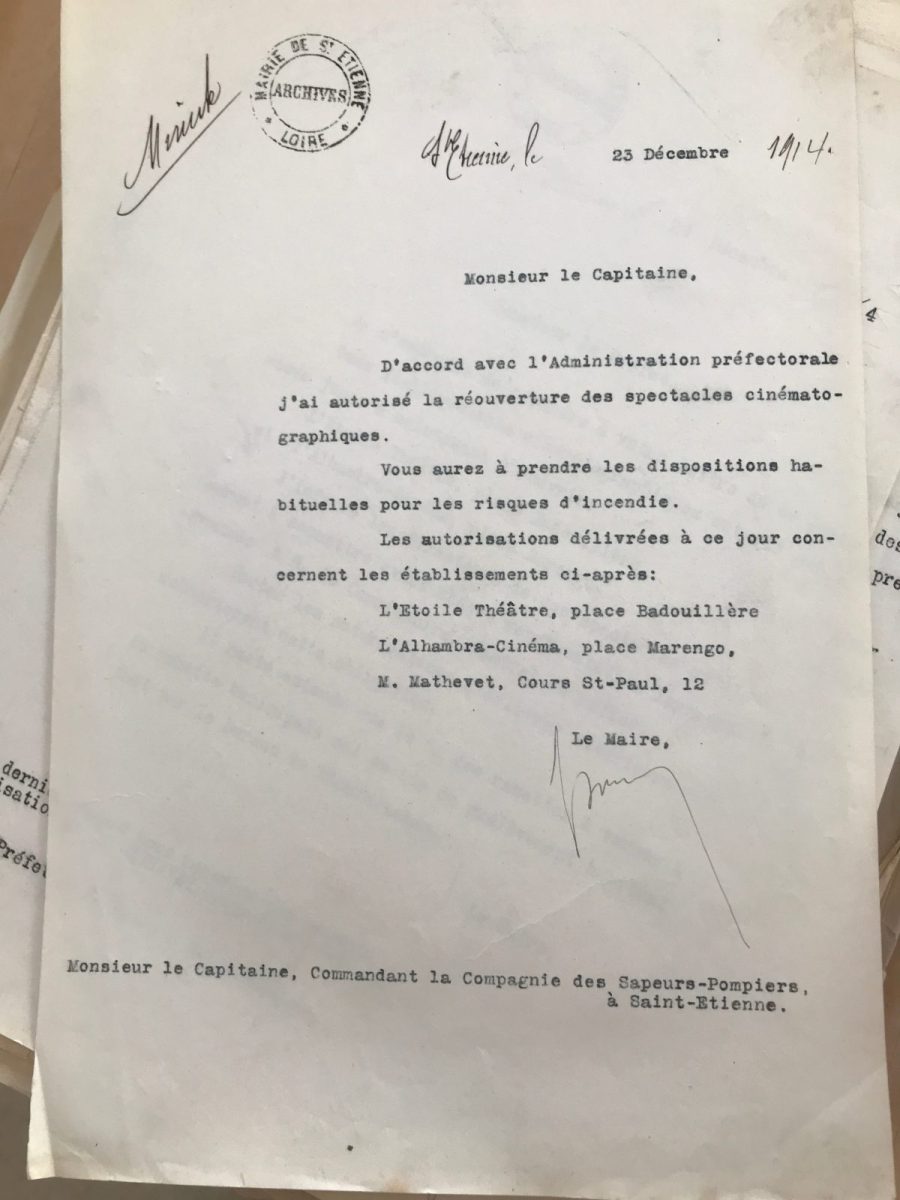 Minute
MAIRIE DE St ETIENNE
ARCHIVES
LOIRE
St Etienne, le 23 Décembre 1914.
Monsieur le Capitaine,
D'accord avec l'Administration préfectorale
j'ai autorisé la réouverture des spectacles cinémato-
graphiques.
Vous aurez à prendre les dispositions ha-
bituelles pour les risques d'incendie.
Les autorisations délivrées à ce jour con-
cernent les établissements ci-après:
L'Etoile Théâtre, place Badouillère
L'Alhambra-Cinéma, place Marengo,
M. Mathevet, Cours St-Paul, 12
Le Maire,
Monsieur le Capitaine, Commandant la Compagnie des Sapeurs-Pompiers,
à Saint-Etienne.